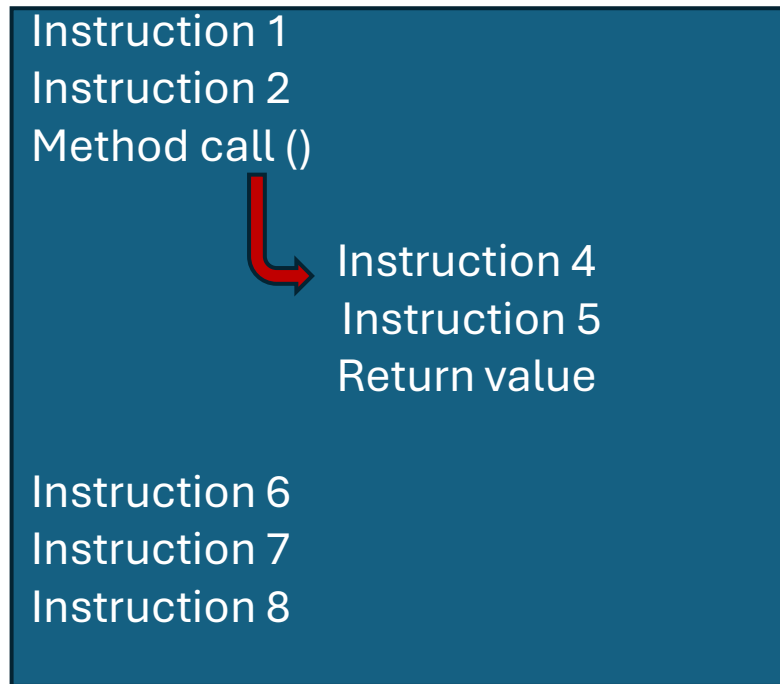 Instruction 1
Instruction 2
Method call ()
Instruction 4
Instruction 5
Return value
Instruction 6
Instruction 7
Instruction 8